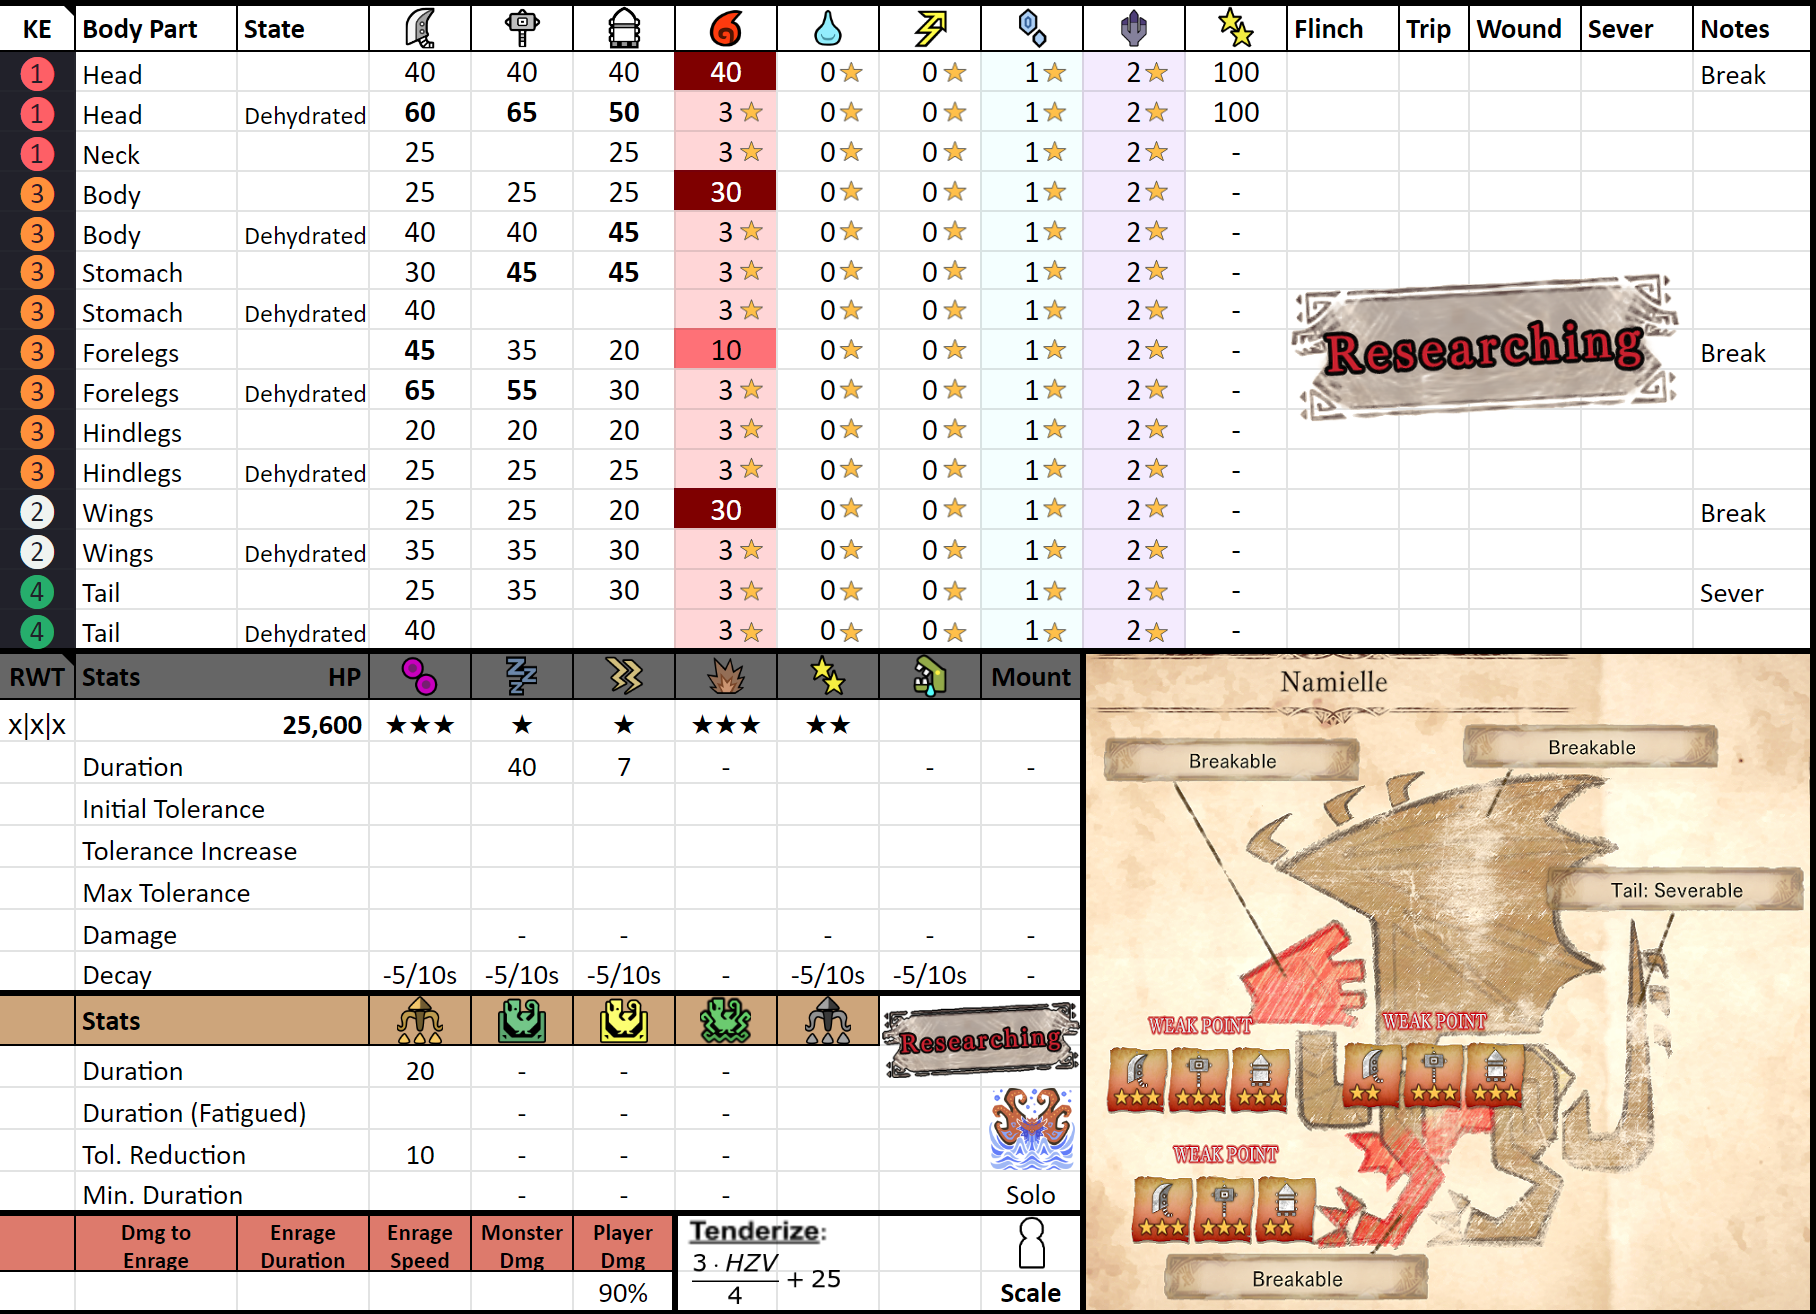 KE Body Part State Flinch Trip Wound Sever Notes
1 Head 40 40 40 40 0 0 1 2 100 Break
1 Head Dehydrated 60 65 50 3 0 0 1 2 100
1 Neck 25 25 3 0 0 1 2 -
3 Body 25 25 25 30 0 0 1 2 -
3 Body Dehydrated 40 40 45 3 0 0 1 2 -
3 Stomach 30 45 45 3 0 0 1 2 -
3 Stomach Dehydrated 40 3 0 0 1 2 -
3 Forelegs 45 35 20 10 0 0 1 2 - Break
3 Forelegs Dehydrated 65 55 30 3 0 0 1 2 -
3 Hindlegs 20 20 20 3 0 0 1 2 -
3 Hindlegs Dehydrated 25 25 25 3 0 0 1 2 -
2 Wings 25 25 20 30 0 0 1 2 - Break
2 Wings Dehydrated 35 35 30 3 0 0 1 2 -
4 Tail 25 35 30 3 0 0 1 2 - Sever
4 Tail Dehydrated 40 3 0 0 1 2 -
Researching
RWT Stats HP Mount
x|x|x 25,600 ★★★ ★ ★ ★★★ ★★
Duration 40 7 - - -
Initial Tolerance
Tolerance Increase
Max Tolerance
Damage - - - - -
Decay -5/10s -5/10s -5/10s - -5/10s -5/10s -
Stats
Researching
Duration 20 - - -
Duration (Fatigued) - - -
Tol. Reduction 10 - - -
Min. Duration - - - Solo
Dmg to Enrage Enrage Duration Enrage Speed Monster Dmg Player Dmg
90%
Tenderize:
3 · HZV
4
+ 25
Scale
Namielle
Breakable
Breakable
Tail: Severable
WEAK POINT
WEAK POINT
WEAK POINT
Breakable